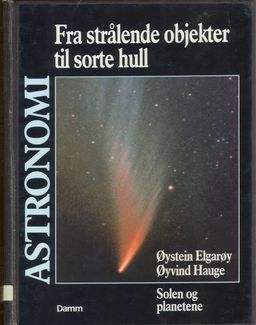 ASTRONOMI
Fra strålende objekter
til sorte hull
Øystein Elgarøy
Øyvind Hauge
Solen og
planetene
Damm